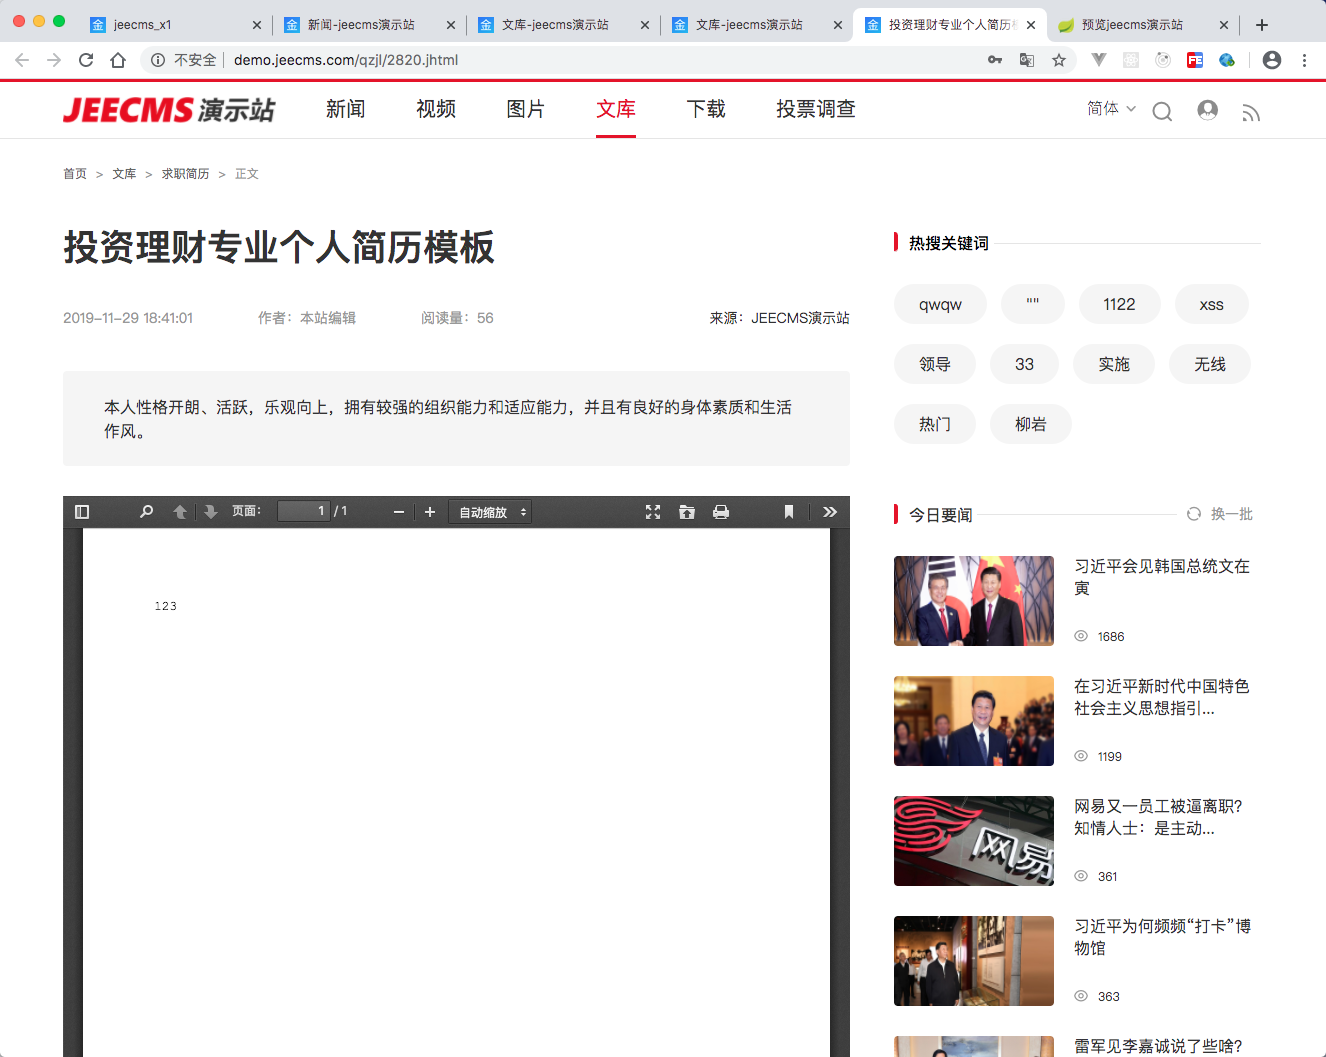 jeecms_x1
新闻-jeecms演示站
文库-jeecms演示站
文库-jeecms演示站
投资理财专业个人简历模
预览jeecms演示站
不安全
demo.jeecms.com/qzjl/2820.jhtml
FE
JEECMS 演示站
新闻
视频
图片
文库
下载
投票调查
简体
首页 > 文库 > 求职简历 > 正文
投资理财专业个人简历模板
2019-11-29 18:41:01
作者：本站编辑
阅读量：56
来源：JEECMS演示站
本人性格开朗、活跃，乐观向上，拥有较强的组织能力和适应能力，并且有良好的身体素质和生活
作风。
页面：
1
/ 1
自动缩放
123
热搜关键词
qwqw
""
1122
xss
领导
33
实施
无线
热门
柳岩
今日要闻
换一批
习近平会见韩国总统文在
寅
1686
在习近平新时代中国特色
社会主义思想指引...
1199
网易
网易又一员工被逼离职？
知情人士：是主动...
361
习近平为何频频“打卡”博
物馆
363
雷军见李嘉诚说了些啥？